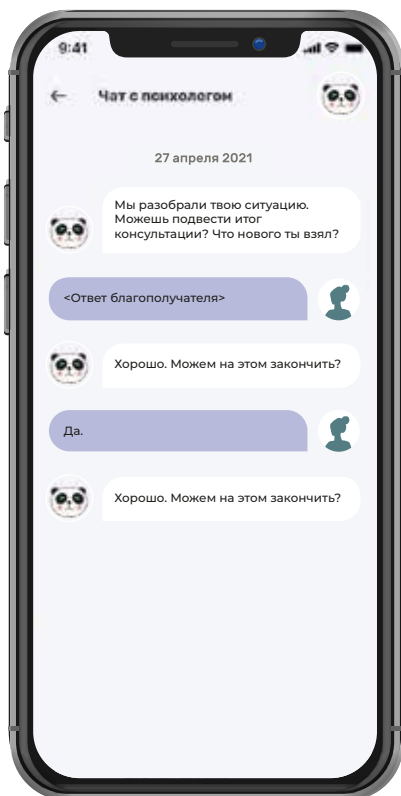 9:41
Чат с психологом
27 апреля 2021
Мы разобрали твою ситуацию.
Можешь подвести итог
консультации? Что нового ты взял?
<Ответ благополучателя>
Хорошо. Можем на этом закончить?
Да.
Хорошо. Можем на этом закончить?